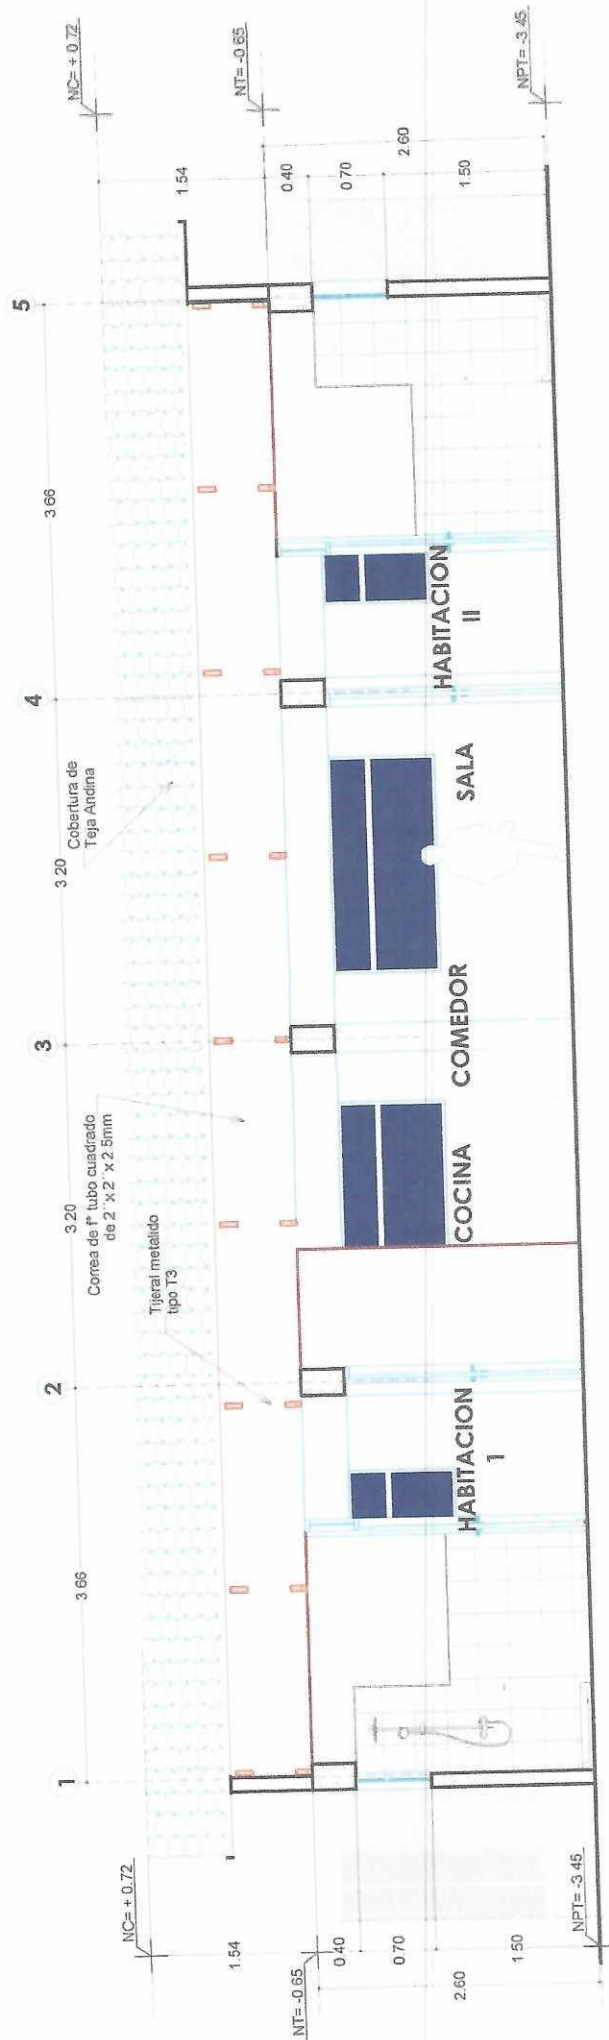 1
2
3
4
5
3.66
3.20
3.20
3.66
NC= + 0.72
1.54
NT= -0.65
0.40
0.70
2.60
1.50
NPT= -3.45
Correa de f° tubo cuadrado
de 2´´x 2´´x 2.5mm
Tijeral metalido
tipo T3
Cobertura de
Teja Andina
HABITACION
1
COCINA
COMEDOR
SALA
HABITACION
II
NC= + 0.72
1.54
NT= -0.65
0.40
0.70
2.60
1.50
NPT= -3.45